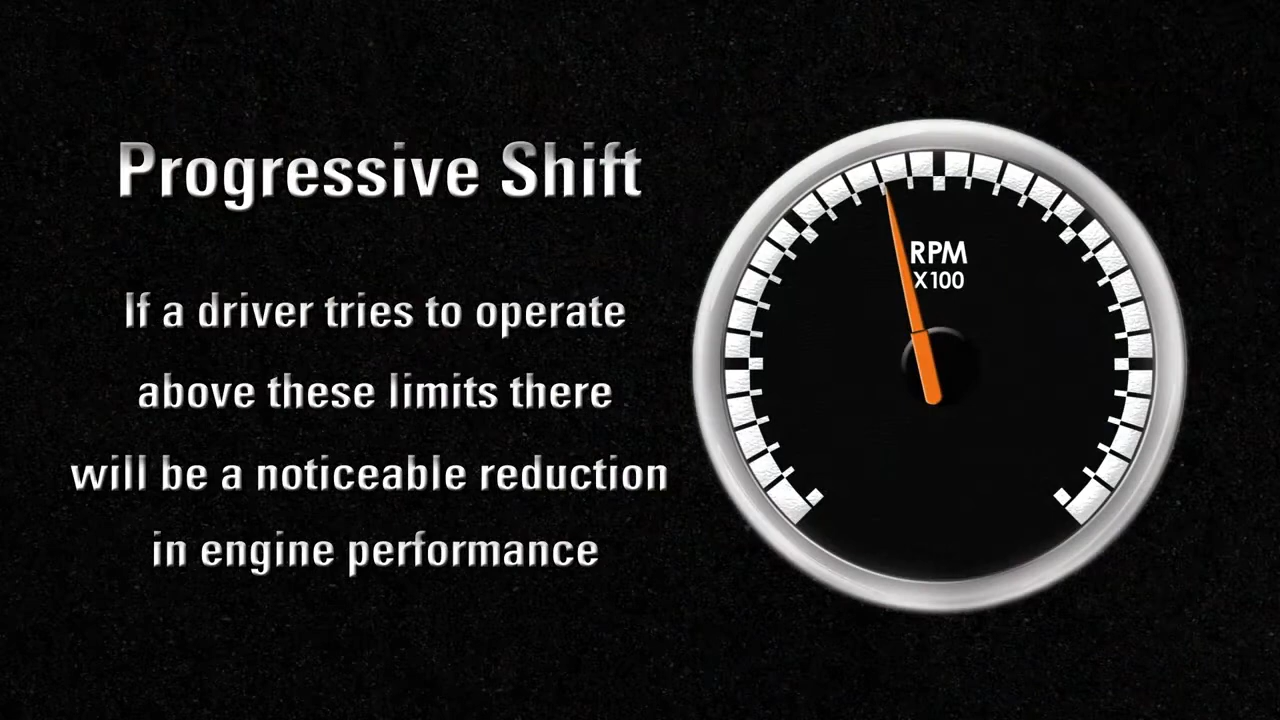 Progressive Shift
If a driver tries to operate
above these limits there
will be a noticeable reduction
in engine performance
RPM
X100